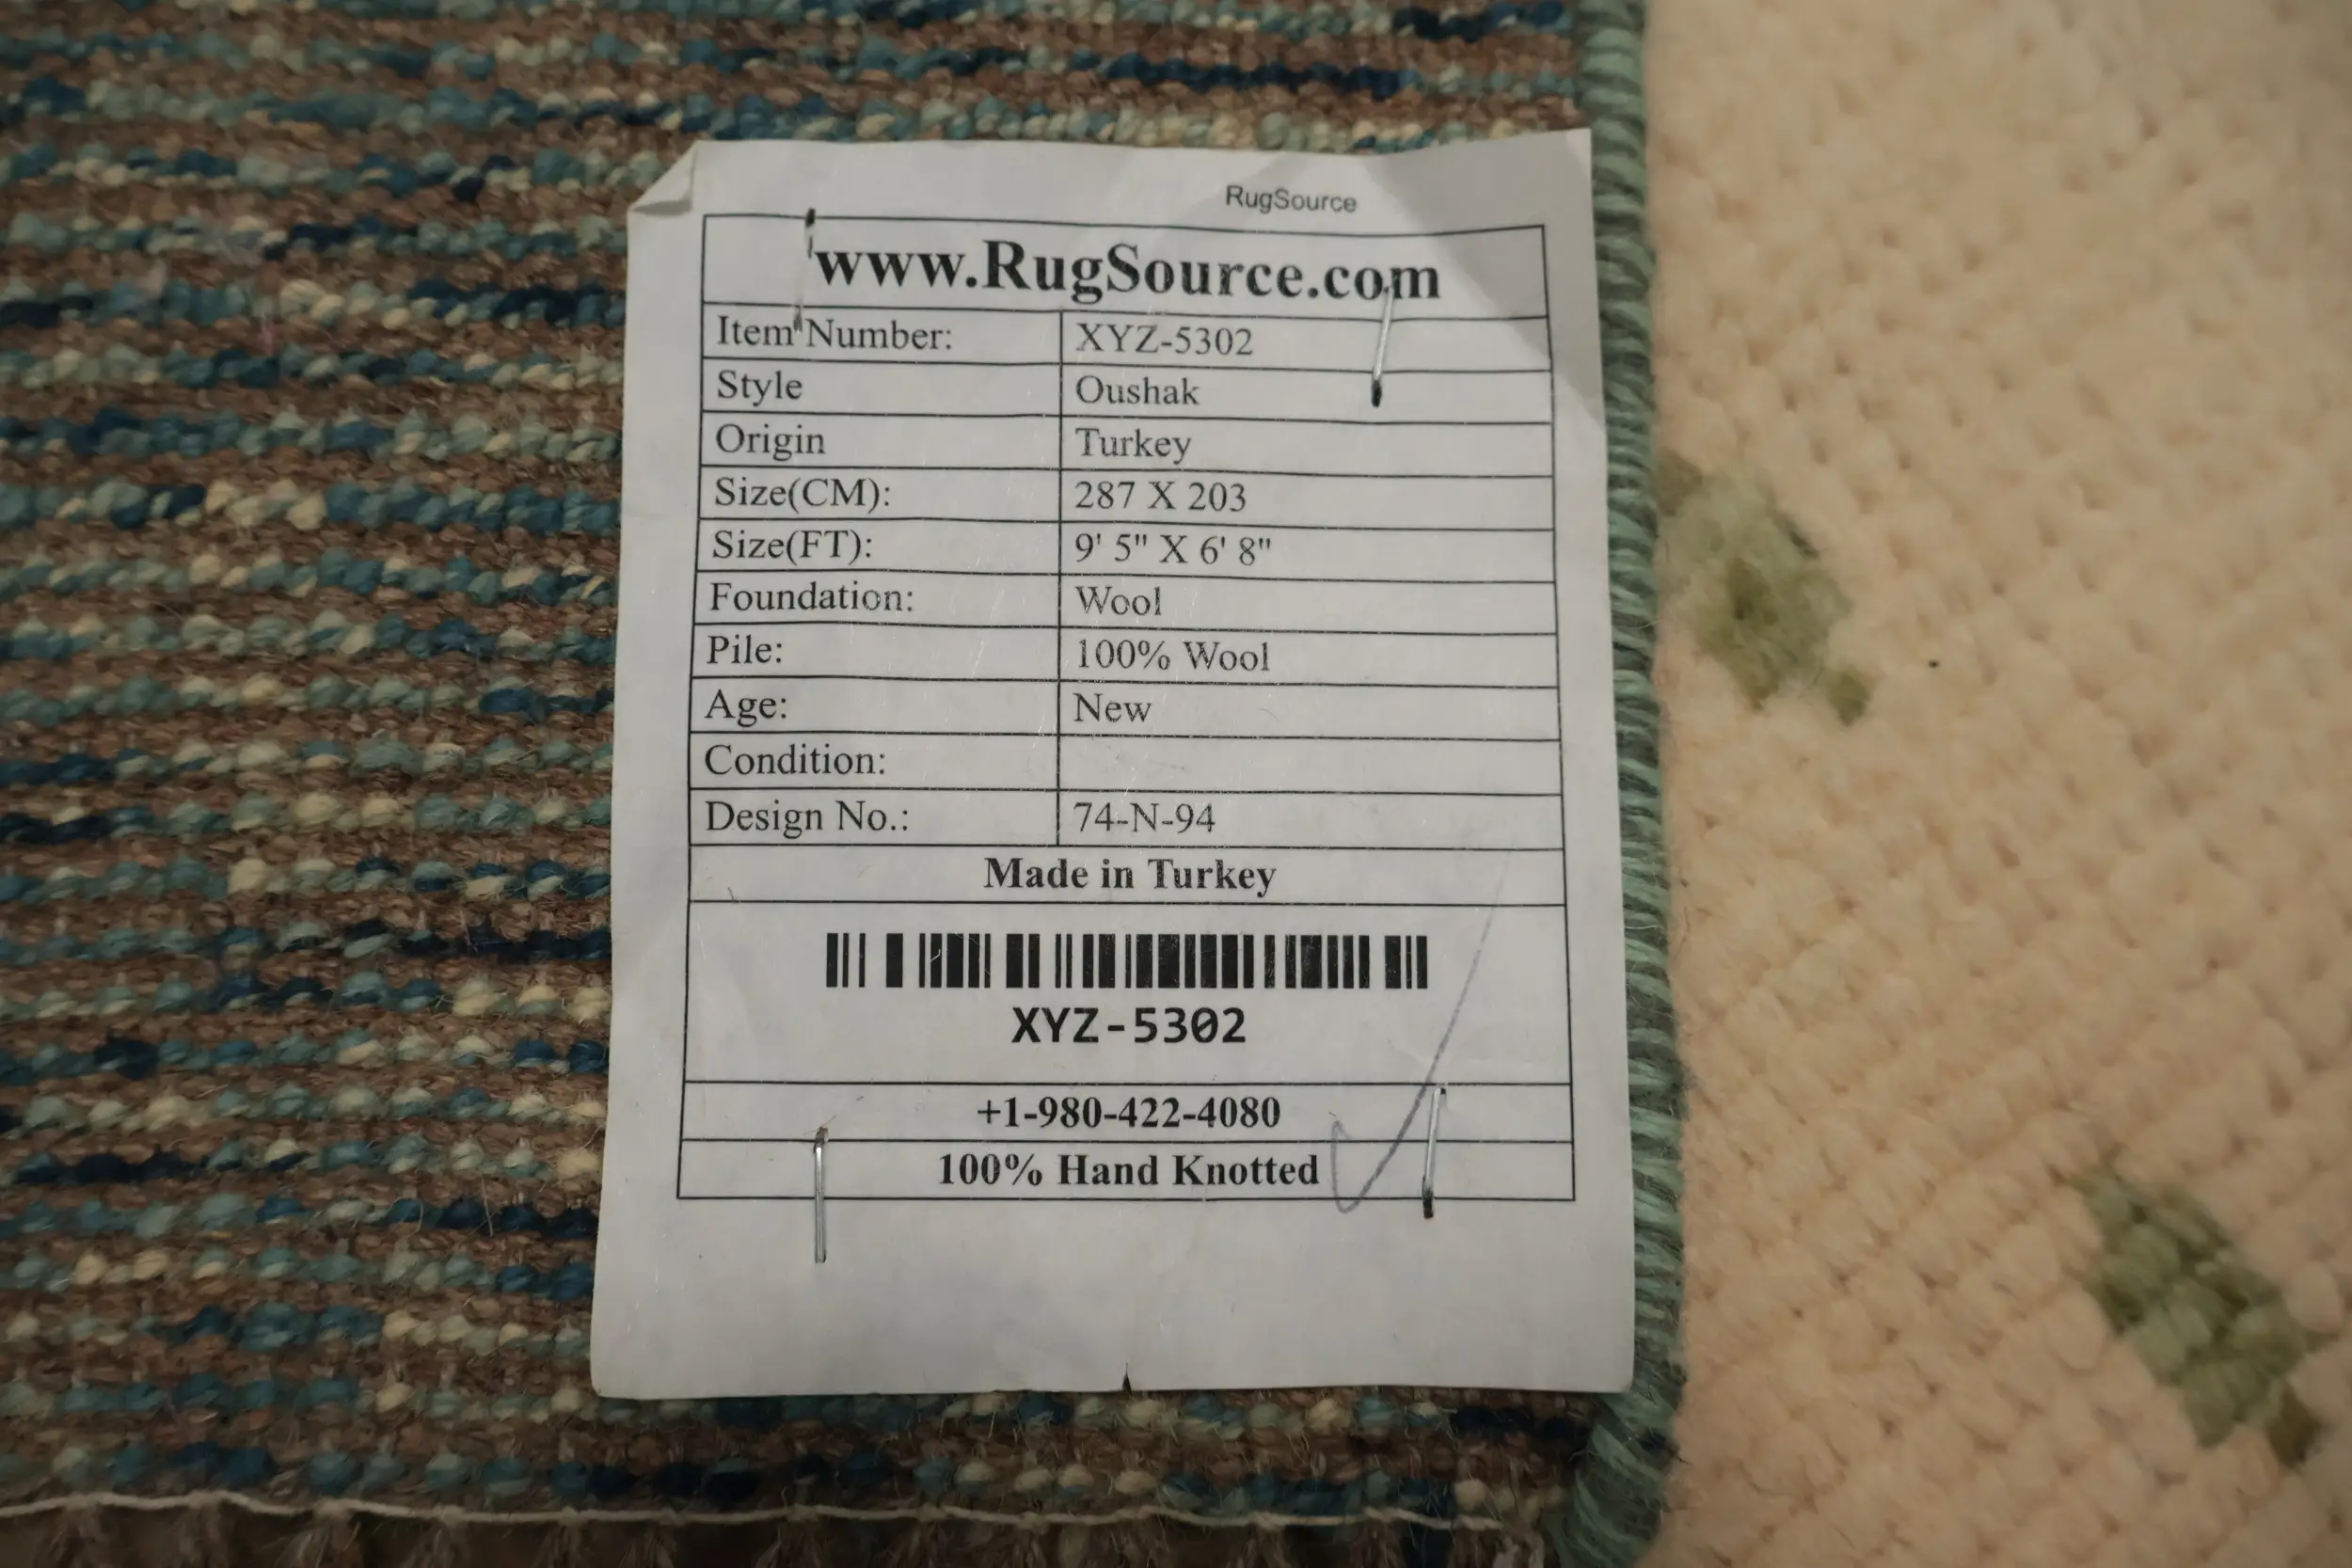 RugSource
www.RugSource.com
Item Number: XYZ-5302
Style Oushak
Origin Turkey
Size(CM): 287 X 203
Size(FT): 9' 5" X 6' 8"
Foundation: Wool
Pile: 100% Wool
Age: New
Condition:
Design No.: 74-N-94
Made in Turkey
XYZ-5302
+1-980-422-4080
100% Hand Knotted